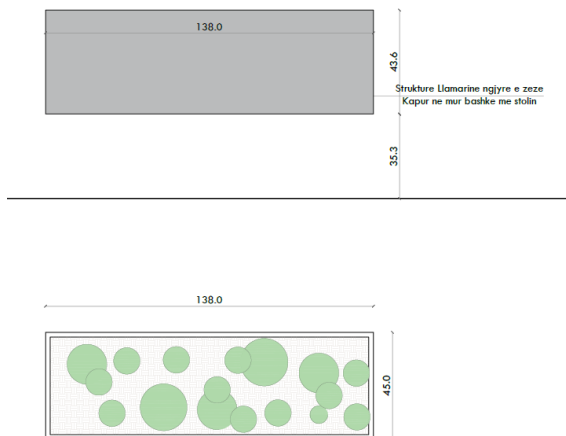 138.0
43.6
Strukture Llamarine ngjyre e zeze
Kapur ne mur bashke me stolin
35.3
138.0
45.0